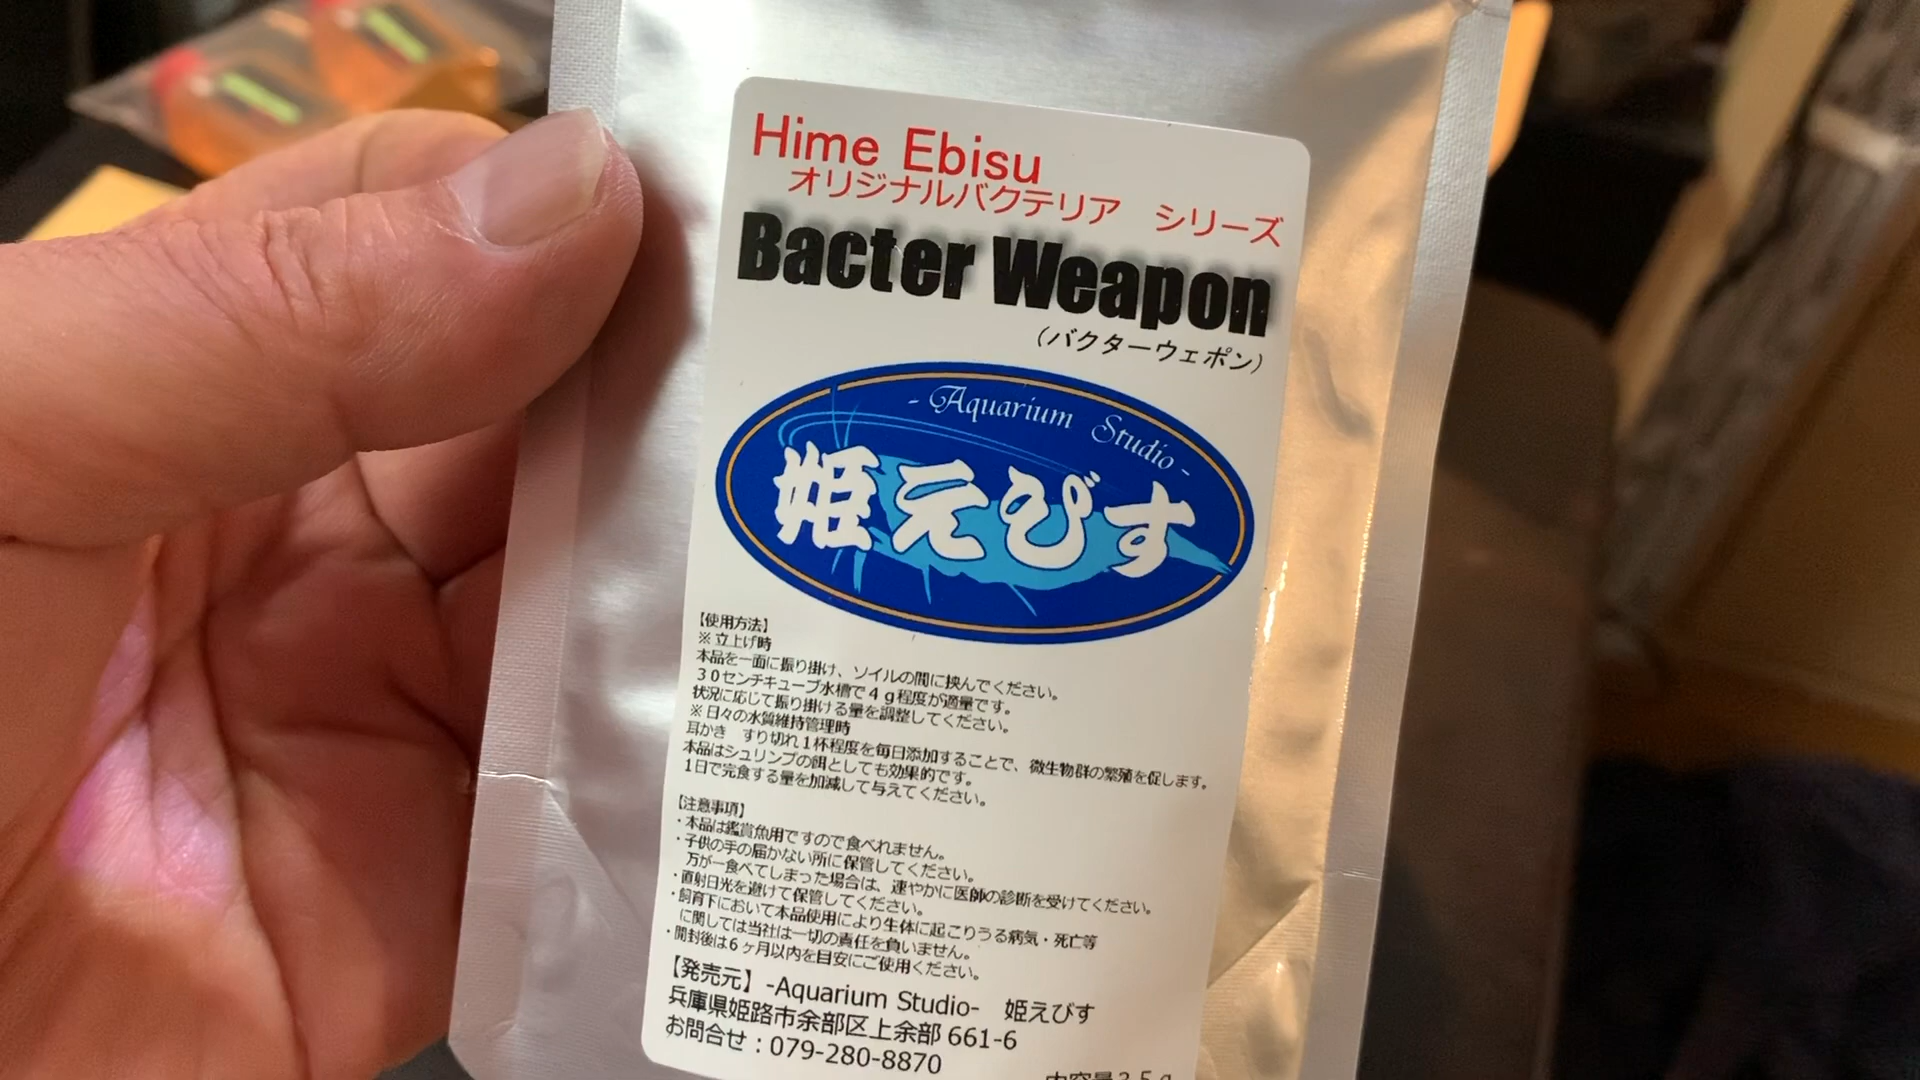 Hime Ebisu
オリジナルバクテリア シリーズ
Bacter Weapon
（バクターウェポン）
- Aquarium Studio -
姫えびす
【使用方法】
※ 立上げ時
本品を一面に振り掛け、ソイルの間に挟んでください。
３０センチキューブ水槽で４ｇ程度が適量です。
状況に応じて振り掛ける量を調整してください。
※ 日々の水質維持管理時
耳かき すり切れ１杯程度を毎日添加することで、微生物群の繁殖を促します。
本品はシュリンプの餌としても効果的です。
1日で完食する量を加減して与えてください。
【注意事項】
・本品は鑑賞魚用ですので食べれません。
・子供の手の届かない所に保管してください。
万が一食べてしまった場合は、速やかに医師の診断を受けてください。
・直射日光を避けて保管してください。
・飼育下において本品使用により生体に起こりうる病気・死亡等
に関しては当社は一切の責任を負いません。
・開封後は６ヶ月以内を目安にご使用ください。
【発売元】-Aquarium Studio- 姫えびす
兵庫県姫路市余部区上余部 661-6
お問合せ：079-280-8870
内容量３５ｇ